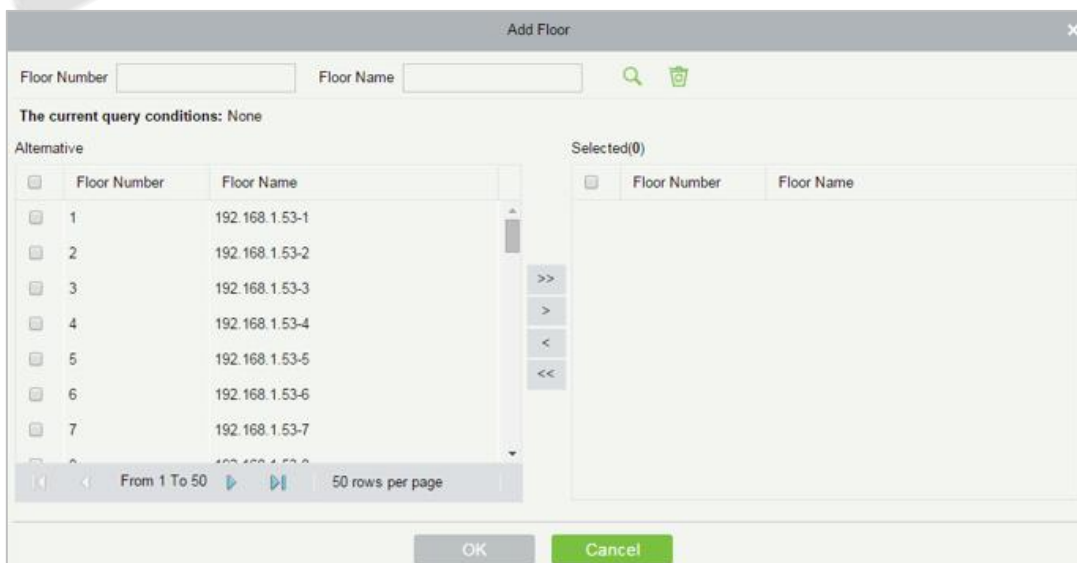 Add Floor
Floor Number Floor Name
The current query conditions: None
Alternative Selected(0)
Floor Number Floor Name Floor Number Floor Name
1 192.168.1.53-1
2 192.168.1.53-2
3 192.168.1.53-3
>>
4 192.168.1.53-4
>
<
5 192.168.1.53-5
<<
6 192.168.1.53-6
7 192.168.1.53-7
From 1 To 50 50 rows per page
OK Cancel